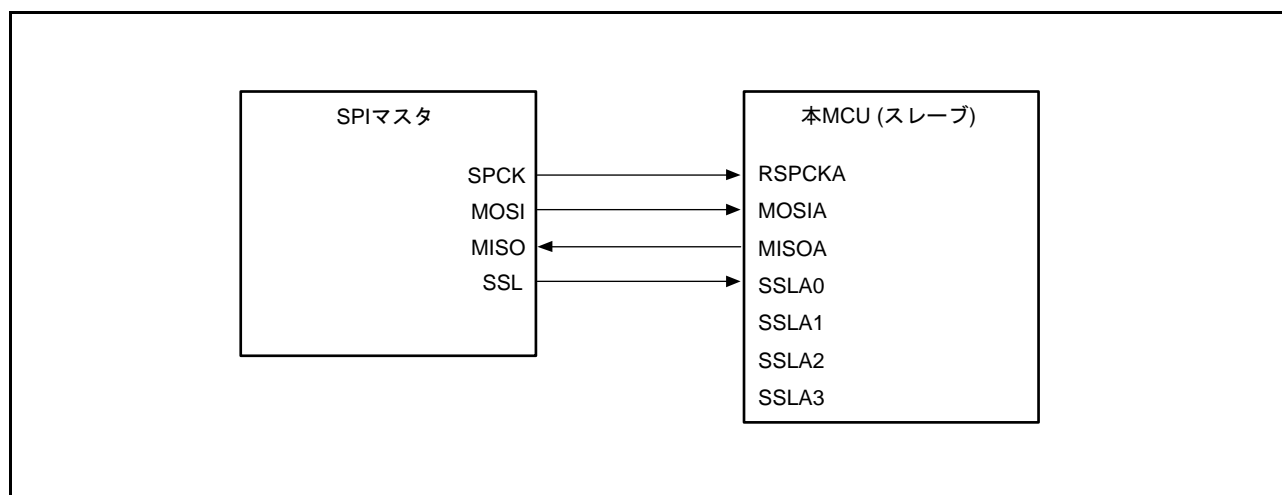 SPIマスタ
SPCK
MOSI
MISO
SSL
本MCU (スレーブ)
RSPCKA
MOSIA
MISOA
SSLA0
SSLA1
SSLA2
SSLA3